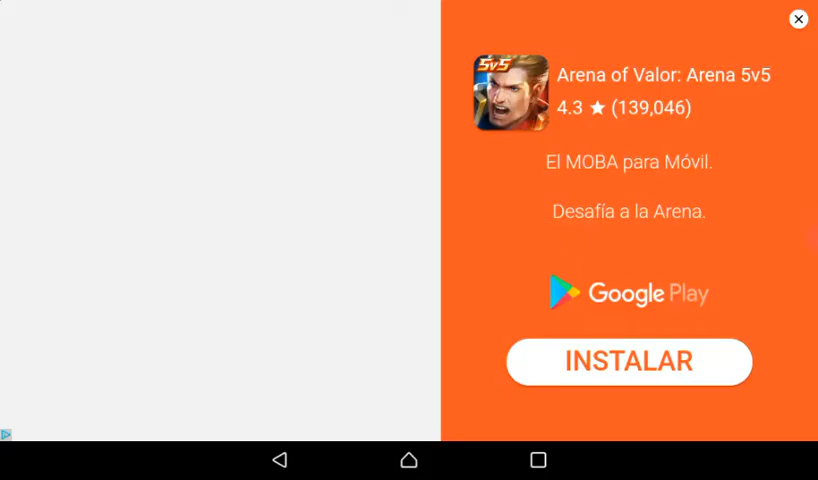 5v5
Arena of Valor: Arena 5v5
4.3 ★ (139,046)
El MOBA para Móvil.
Desafía a la Arena.
Google Play
INSTALAR